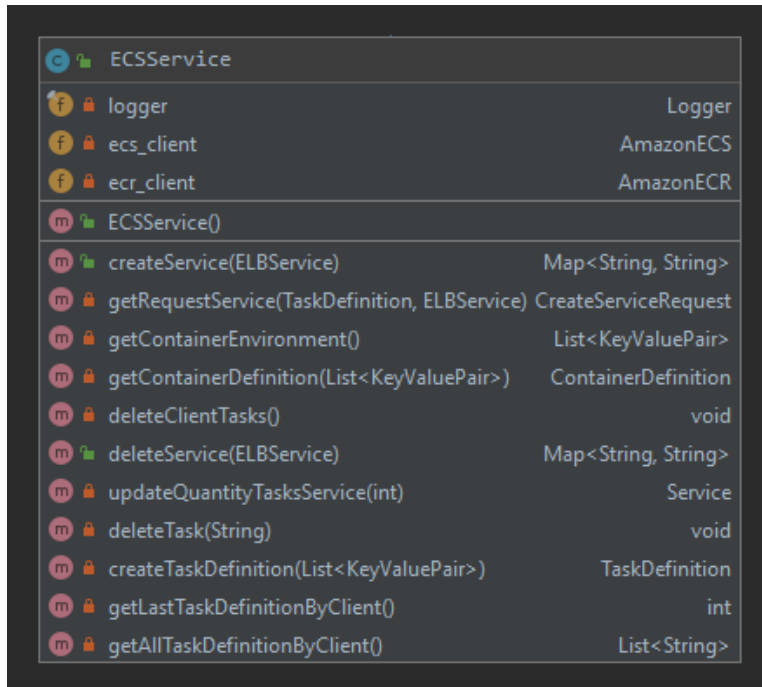 ECSService
logger Logger
ecs_client AmazonECS
ecr_client AmazonECR
ECSService()
createService(ELBService) Map<String, String>
getRequestService(TaskDefinition, ELBService) CreateServiceRequest
getContainerEnvironment() List<KeyValuePair>
getContainerDefinition(List<KeyValuePair>) ContainerDefinition
deleteClientTasks() void
deleteService(ELBService) Map<String, String>
updateQuantityTasksService(int) Service
deleteTask(String) void
createTaskDefinition(List<KeyValuePair>) TaskDefinition
getLastTaskDefinitionByClient() int
getAllTaskDefinitionByClient() List<String>